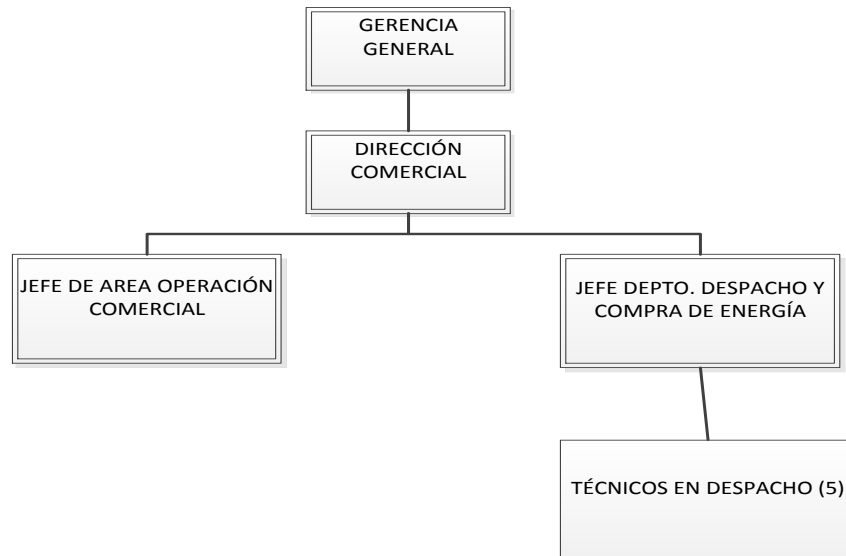 GERENCIA
GENERAL
DIRECCIÓN
COMERCIAL
JEFE DE AREA OPERACIÓN
COMERCIAL
JEFE DEPTO. DESPACHO Y
COMPRA DE ENERGÍA
TÉCNICOS EN DESPACHO (5)